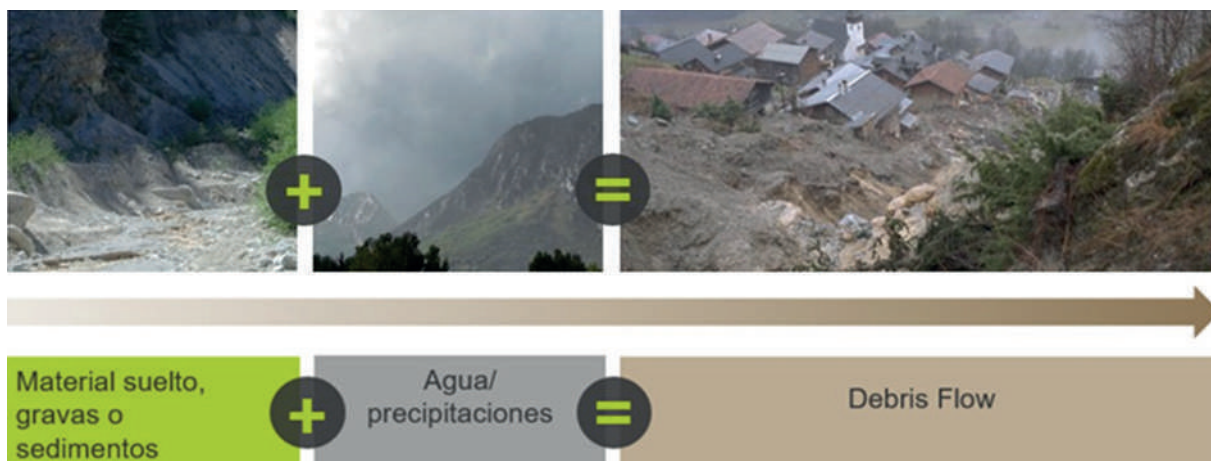 Material suelto,
gravas o
sedimentos
+
Agua/
precipitaciones
=
Debris Flow